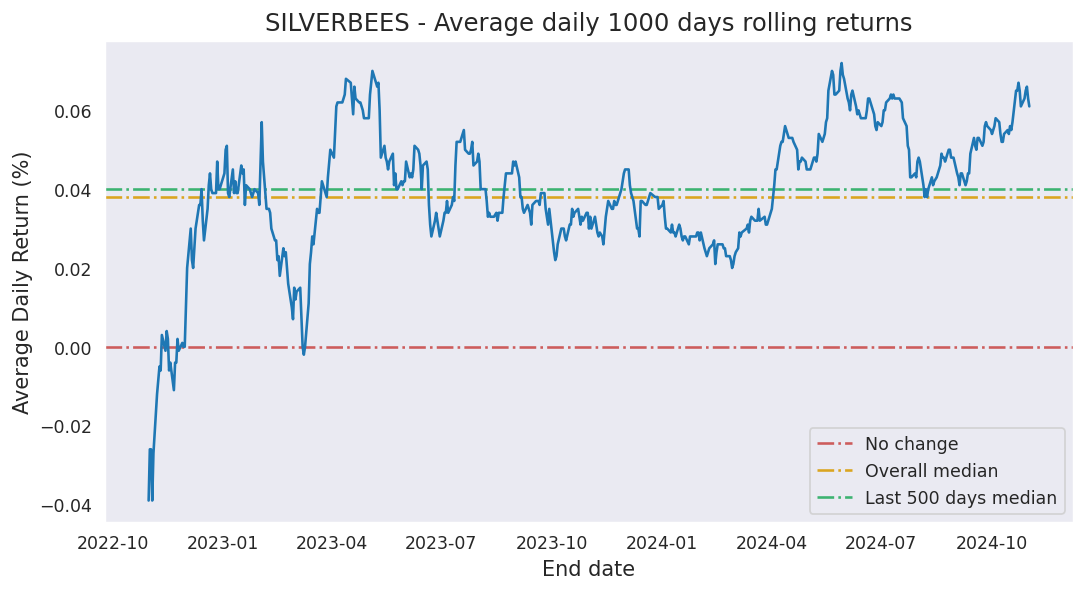 SILVERBEES - Average daily 1000 days rolling returns
Average Daily Return (%)
0.06
0.04
0.02
0.00
−0.02
−0.04
No change
Overall median
Last 500 days median
2022-10 2023-01 2023-04 2023-07 2023-10 2024-01 2024-04 2024-07 2024-10
End date